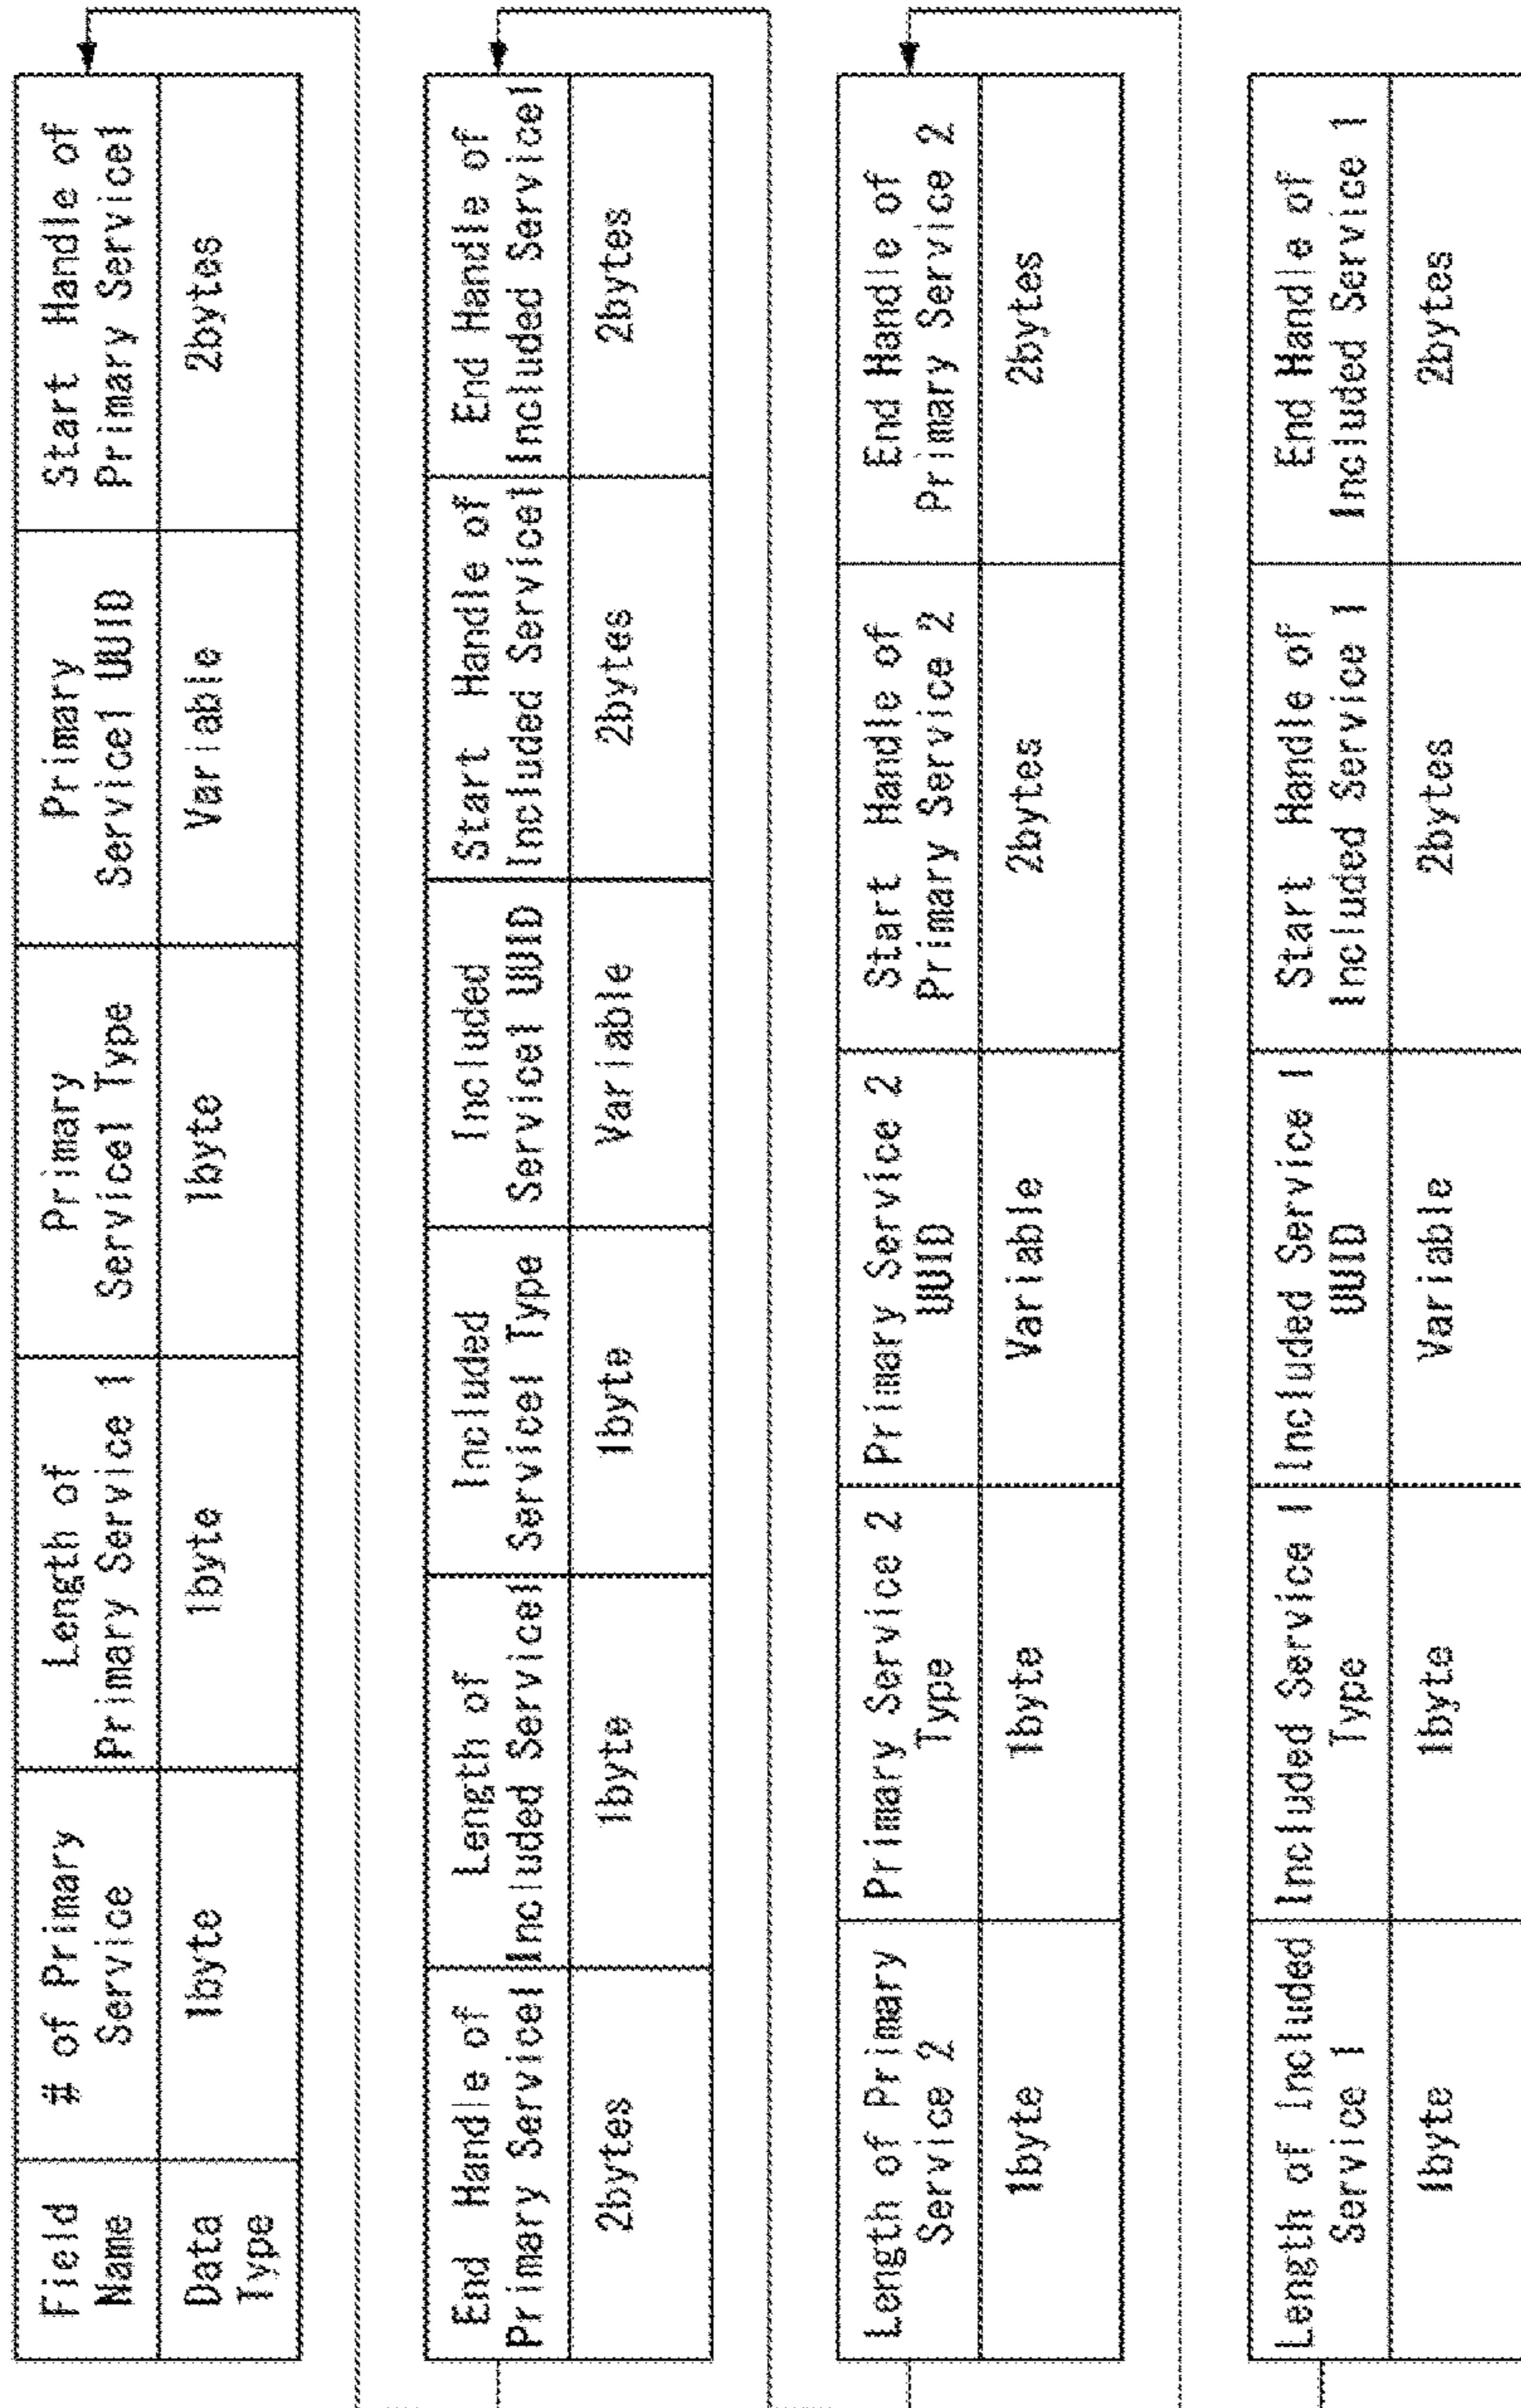 Field
Name
# of Primary
Service
Length of
Primary Service 1
Primary
Service1 Type
Primary
Service1 UUID
Start Handle of
Primary Service1
Data
Type
1byte
1byte
1byte
Variable
2bytes
End Handle of
Primary Service1
Length of
Included Service1
Included
Service1 Type
Included
Service1 UUID
Start Handle of
Included Service1
End Handle of
Included Service1
2bytes
1byte
1byte
Variable
2bytes
2bytes
Length of Primary
Service 2
Primary Service 2
Type
Primary Service 2
UUID
Start Handle of
Primary Service 2
End Handle of
Primary Service 2
1byte
1byte
Variable
2bytes
2bytes
Length of Included
Service 1
Included Service 1
Type
Included Service 1
UUID
Start Handle of
Included Service 1
End Handle of
Included Service 1
1byte
1byte
Variable
2bytes
2bytes